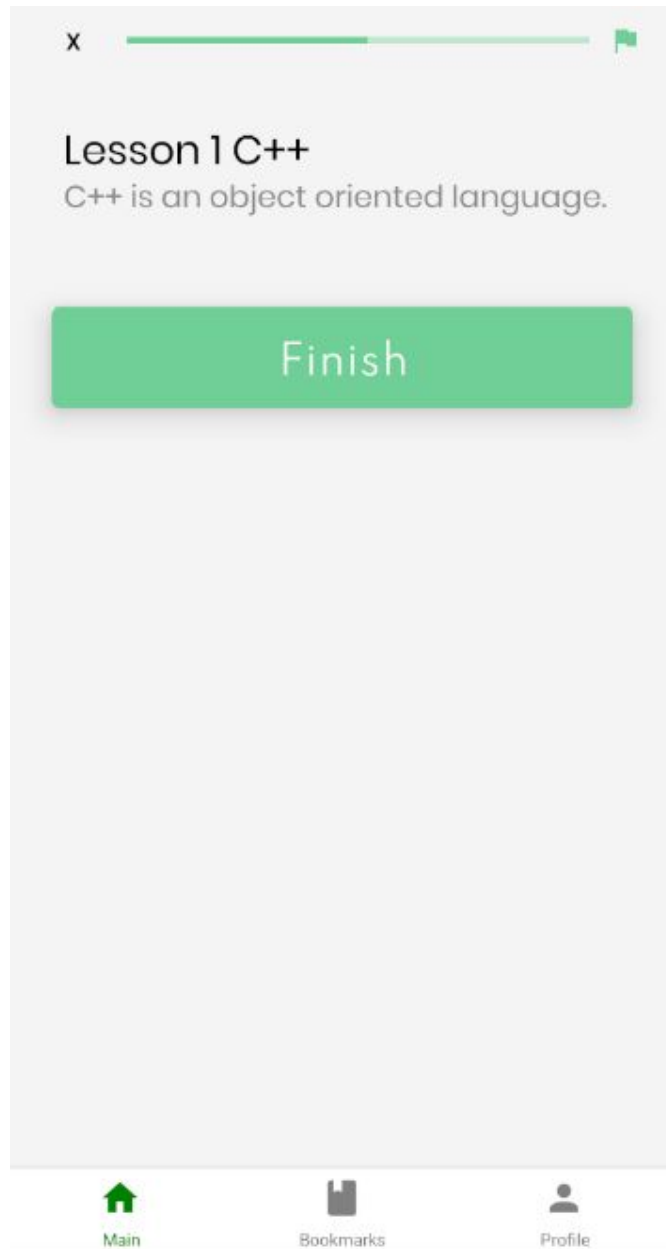 x
Lesson 1 C++
C++ is an object oriented language.
Finish
Main
Bookmarks
Profile